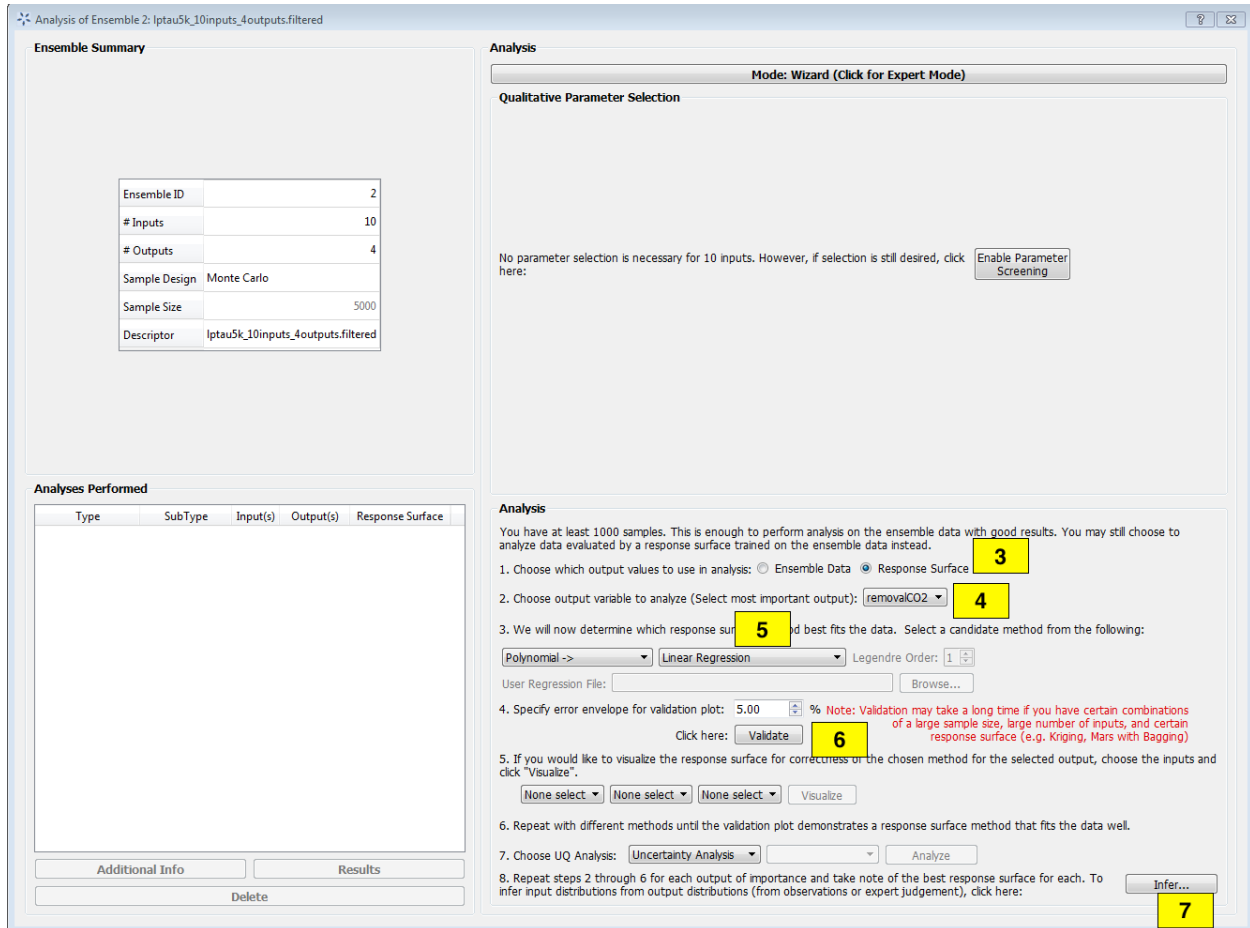 Analysis of Ensemble 2: lptau5k_10inputs_4outputs.filtered
Ensemble Summary
Ensemble ID 2
# Inputs 10
# Outputs 4
Sample Design Monte Carlo
Sample Size 5000
Descriptor lptau5k_10inputs_4outputs.filtered
Analyses Performed
Type SubType Input(s) Output(s) Response Surface
Additional Info Results
Delete
Analysis
Mode: Wizard (Click for Expert Mode)
Qualitative Parameter Selection
No parameter selection is necessary for 10 inputs. However, if selection is still desired, click
here:
Enable Parameter
Screening
Analysis
You have at least 1000 samples. This is enough to perform analysis on the ensemble data with good results. You may still choose to
analyze data evaluated by a response surface trained on the ensemble data instead.
3
1. Choose which output values to use in analysis: Ensemble Data Response Surface
2. Choose output variable to analyze (Select most important output): removalCO2
4
3. We will now determine which response best fits the data. Select a candidate method from the following:
5
Polynomial -> Linear Regression Legendre Order: 1
User Regression File: Browse...
4. Specify error envelope for validation plot: 5.00 % Note: Validation may take a long time if you have certain combinations
of a large sample size, large number of inputs, and certain
response surface (e.g. Kriging, Mars with Bagging)
Click here: Validate
6
5. If you would like to visualize the response surface for correctness of the chosen method for the selected output, choose the inputs and
click "Visualize".
None select None select None select Visualize
6. Repeat with different methods until the validation plot demonstrates a response surface method that fits the data well.
7. Choose UQ Analysis: Uncertainty Analysis Analyze
8. Repeat steps 2 through 6 for each output of importance and take note of the best response surface for each. To
infer input distributions from output distributions (from observations or expert judgement), click here:
Infer...
7